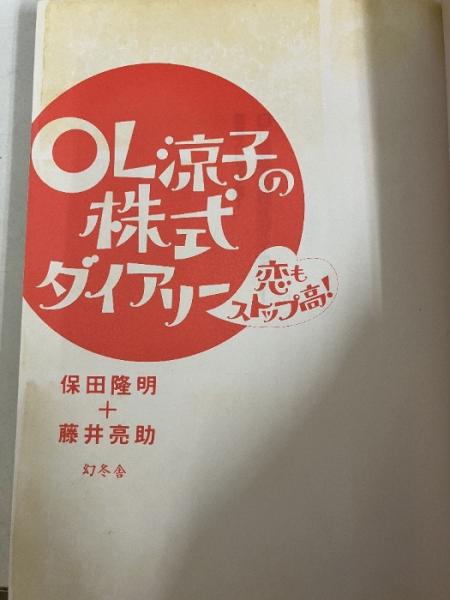 OL涼子の
株式
ダイアリー
恋も
ストップ高!
保田隆明
+
藤井亮助
幻冬舎